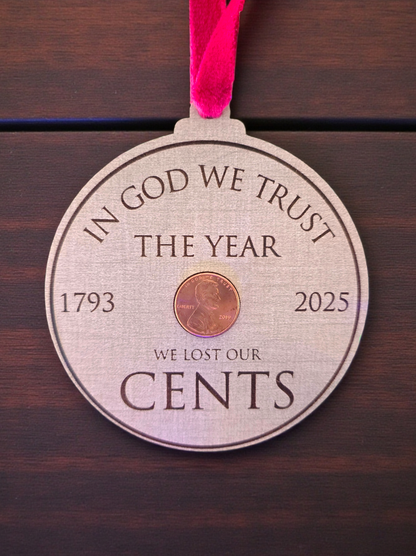 IN GOD WE TRUST
THE YEAR
1793
2025
WE LOST OUR
CENTS